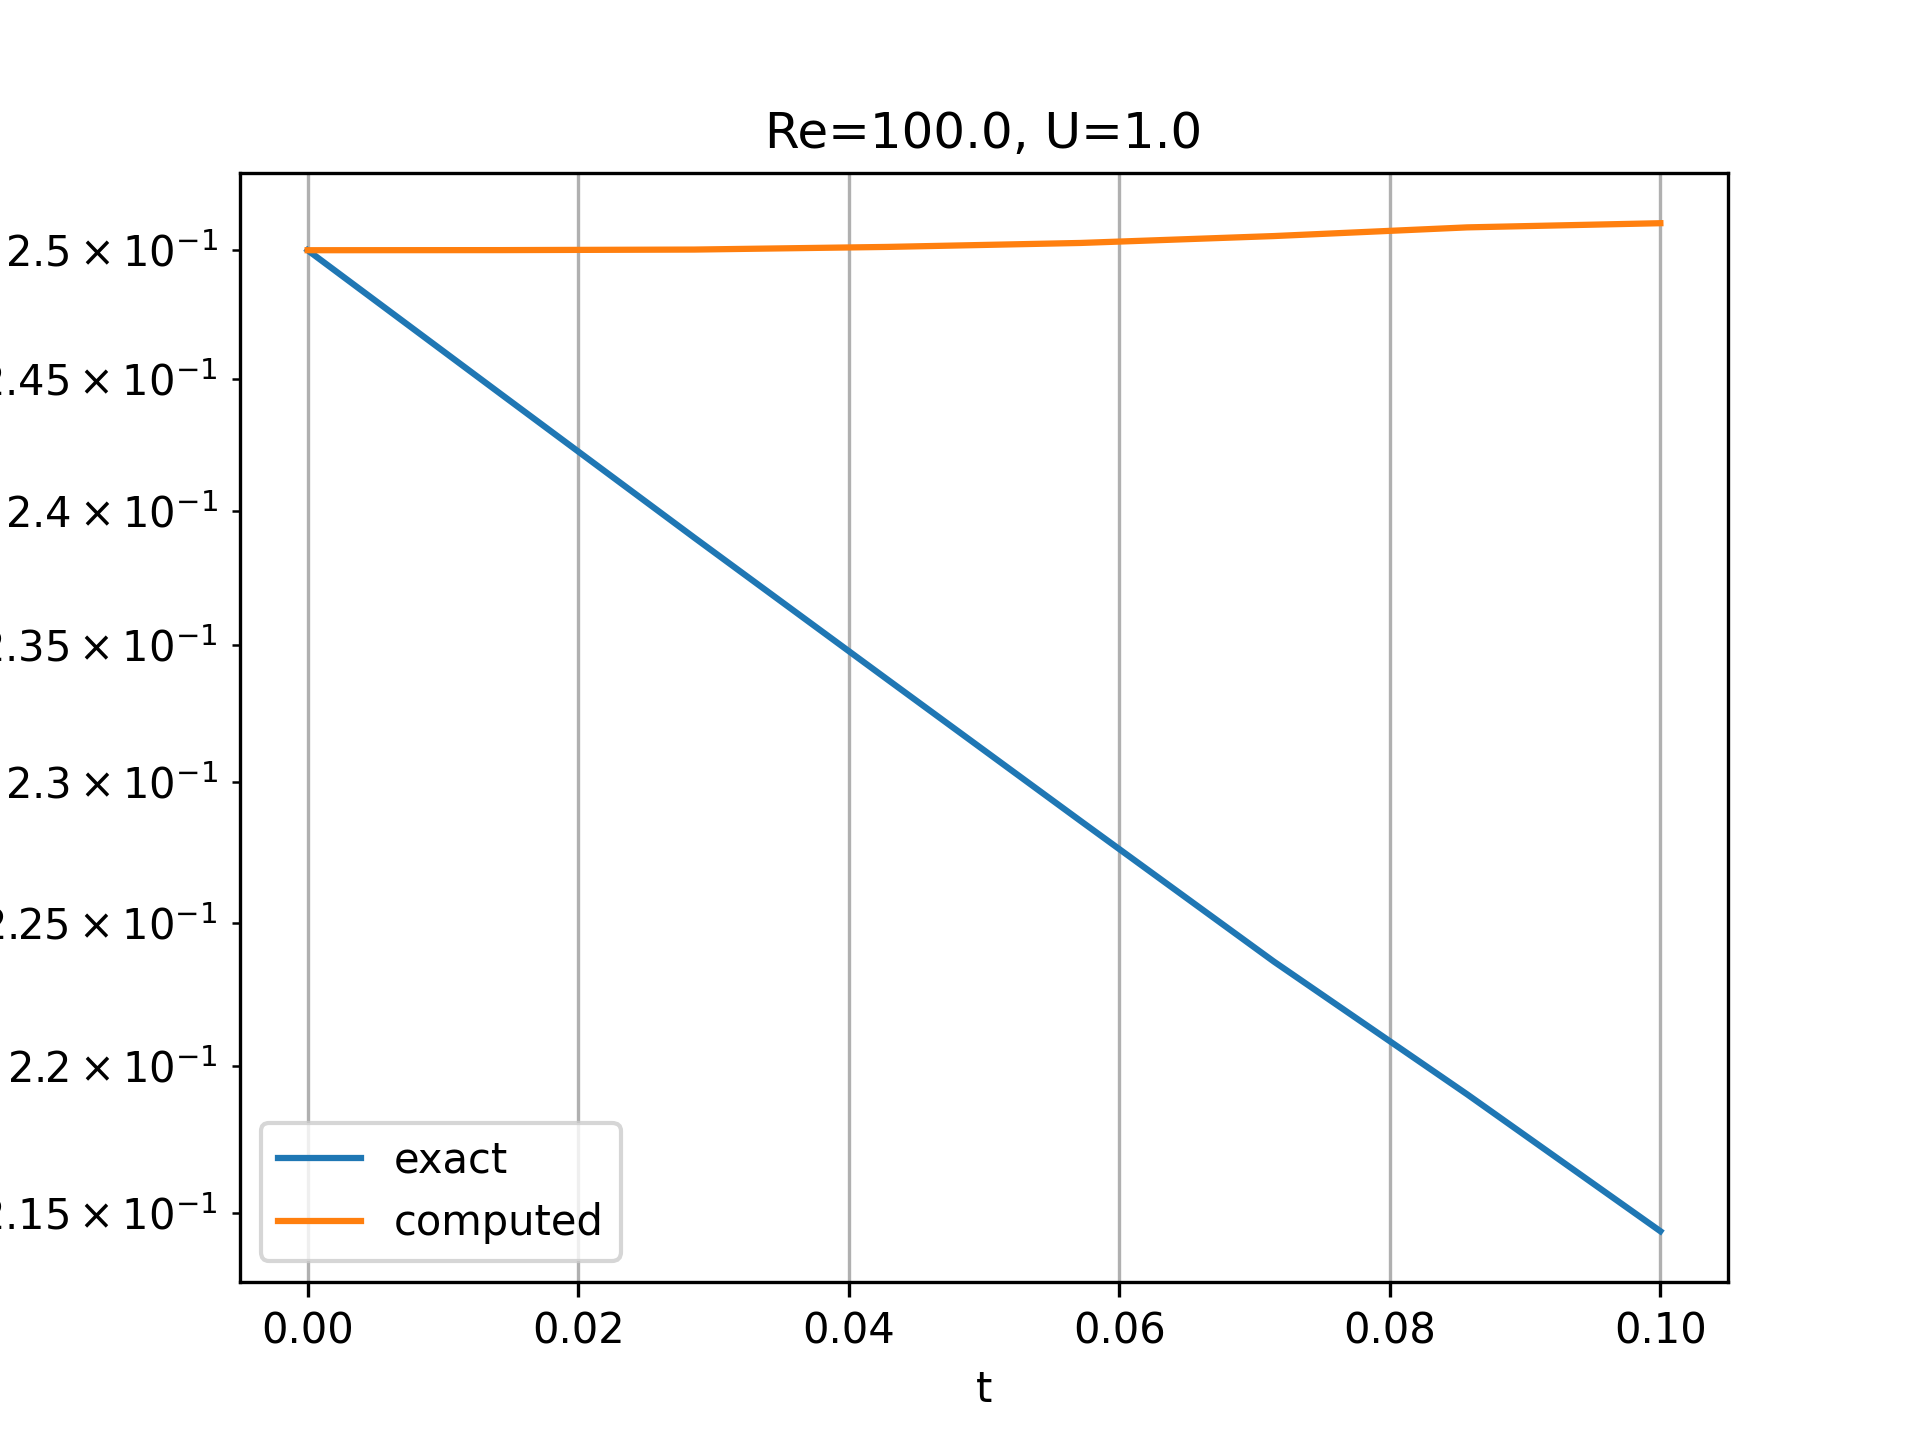 Re=100.0, U=1.0
2.5 × 10⁻¹
.45 × 10⁻¹
2.4 × 10⁻¹
.35 × 10⁻¹
2.3 × 10⁻¹
.25 × 10⁻¹
2.2 × 10⁻¹
.15 × 10⁻¹
exact
computed
0.00 0.02 0.04 0.06 0.08 0.10
t